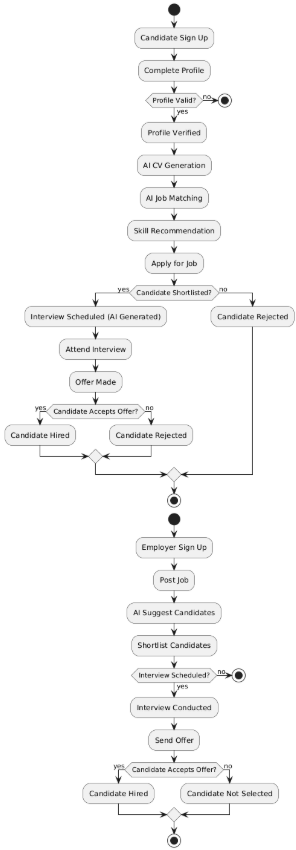 Candidate Sign Up
Complete Profile
Profile Valid?
no
yes
Profile Verified
AI CV Generation
AI Job Matching
Skill Recommendation
Apply for Job
yes
Candidate Shortlisted?
no
Interview Scheduled (AI Generated)
Candidate Rejected
Attend Interview
Offer Made
yes
Candidate Accepts Offer?
no
Candidate Hired
Candidate Rejected
Employer Sign Up
Post Job
AI Suggest Candidates
Shortlist Candidates
Interview Scheduled?
no
yes
Interview Conducted
Send Offer
yes
Candidate Accepts Offer?
no
Candidate Hired
Candidate Not Selected